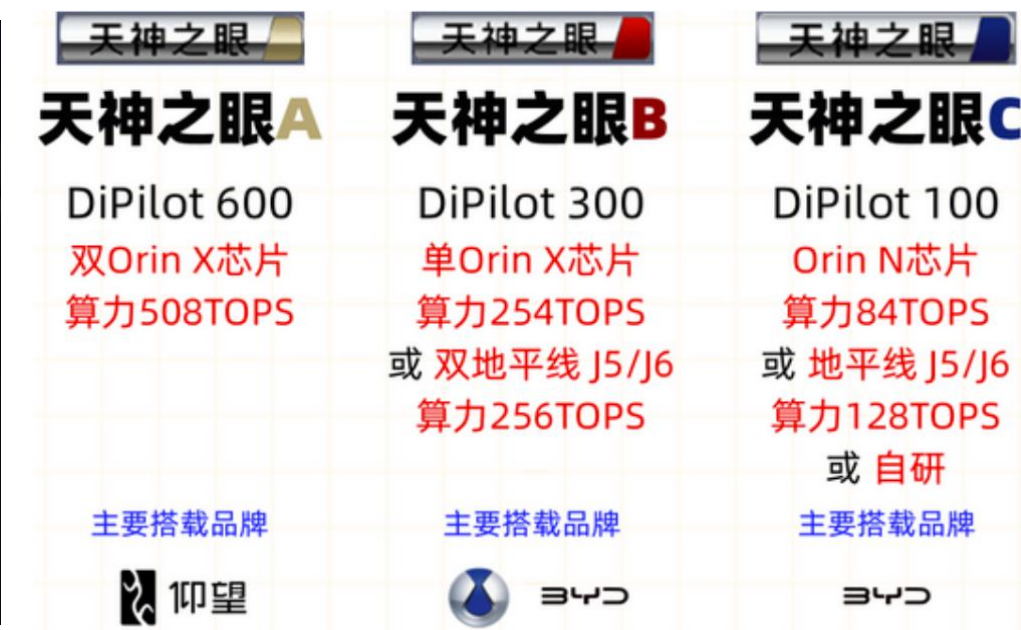 天神之眼
天神之眼A
DiPilot 600
双Orin X芯片
算力508TOPS
主要搭载品牌
仰望
天神之眼
天神之眼B
DiPilot 300
单Orin X芯片
算力254TOPS
或 双地平线 J5/J6
算力256TOPS
主要搭载品牌
BYD
天神之眼
天神之眼C
DiPilot 100
Orin N芯片
算力84TOPS
或 地平线 J5/J6
算力128TOPS
或 自研
主要搭载品牌
BYD